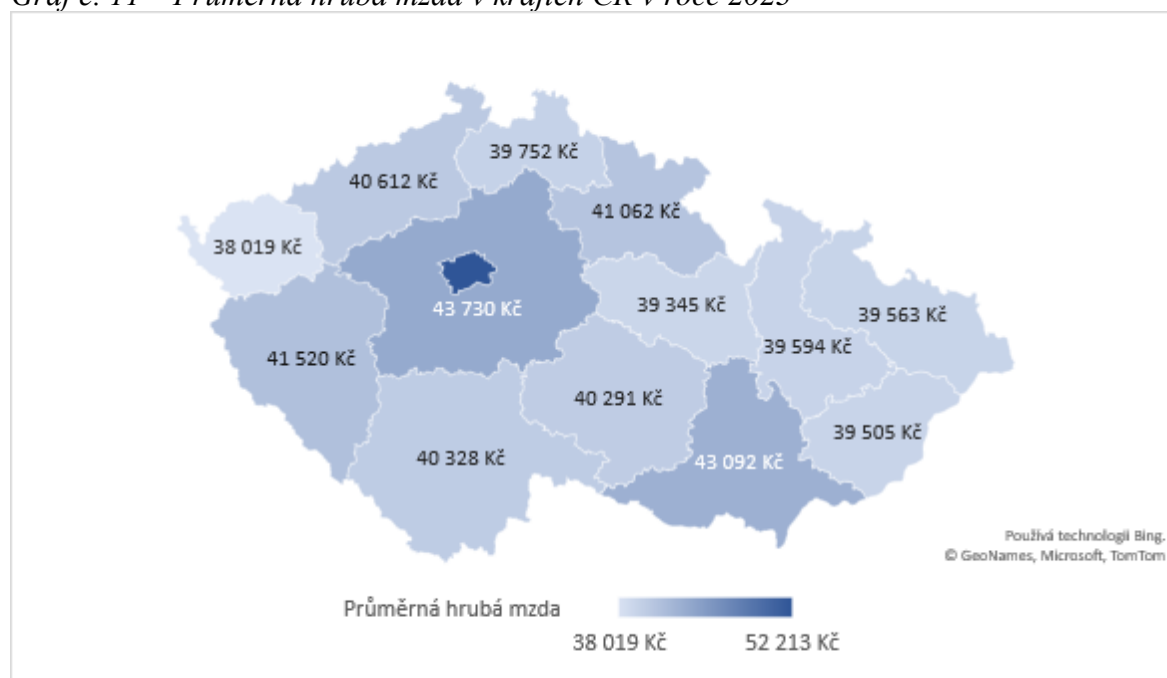 Graf č. 11 – Průměrná hrubá mzda v krajích ČR v roce 2023
39 752 Kč
40 612 Kč
41 062 Kč
38 019 Kč
43 730 Kč
39 345 Kč
39 563 Kč
39 594 Kč
41 520 Kč
40 291 Kč
39 505 Kč
40 328 Kč
43 092 Kč
Používá technologii Bing.
© GeoNames, Microsoft, TomTom
Průměrná hrubá mzda
38 019 Kč 52 213 Kč